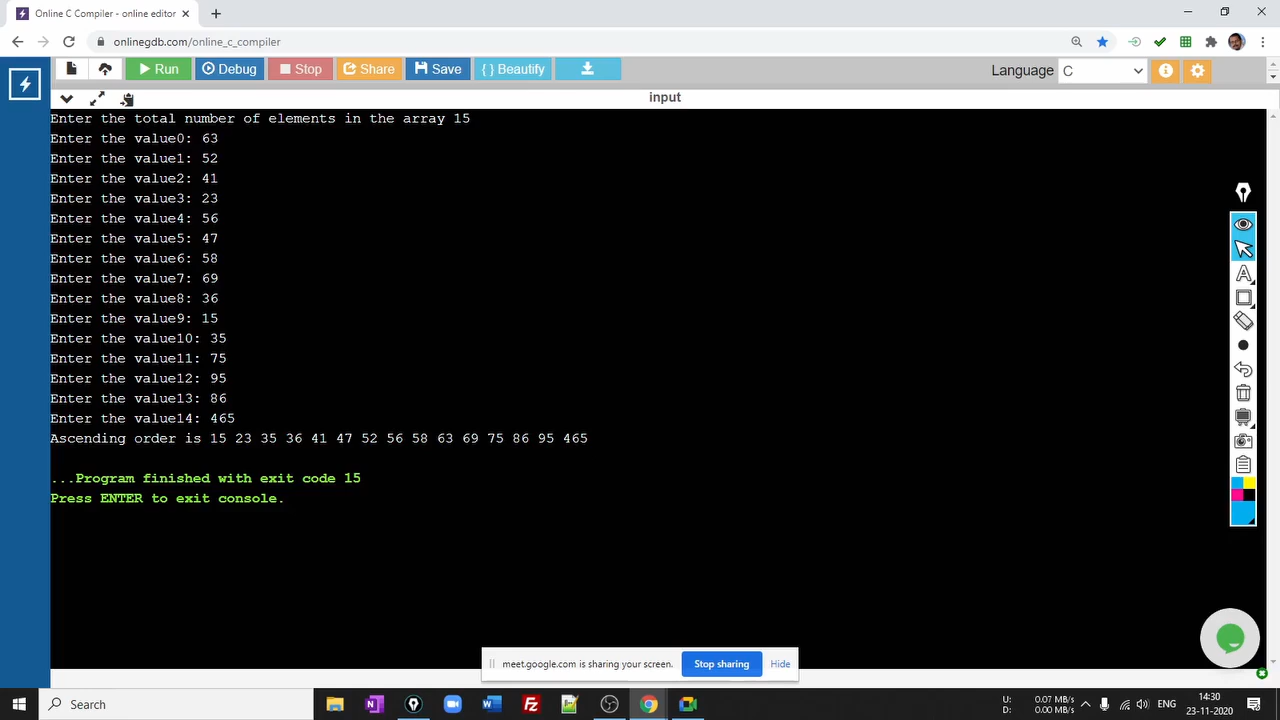 Online C Compiler - online editor
onlinegdb.com/online_c_compiler
Run Debug Stop Share Save { } Beautify Language C
input
Enter the total number of elements in the array 15
Enter the value0: 63
Enter the value1: 52
Enter the value2: 41
Enter the value3: 23
Enter the value4: 56
Enter the value5: 47
Enter the value6: 58
Enter the value7: 69
Enter the value8: 36
Enter the value9: 15
Enter the value10: 35
Enter the value11: 75
Enter the value12: 95
Enter the value13: 86
Enter the value14: 465
Ascending order is 15 23 35 36 41 47 52 56 58 63 69 75 86 95 465
...Program finished with exit code 15
Press ENTER to exit console.
meet.google.com is sharing your screen. Stop sharing Hide
Search
U: 0.07 MB/s
D: 0.00 MB/s
ENG
14:30
23-11-2020